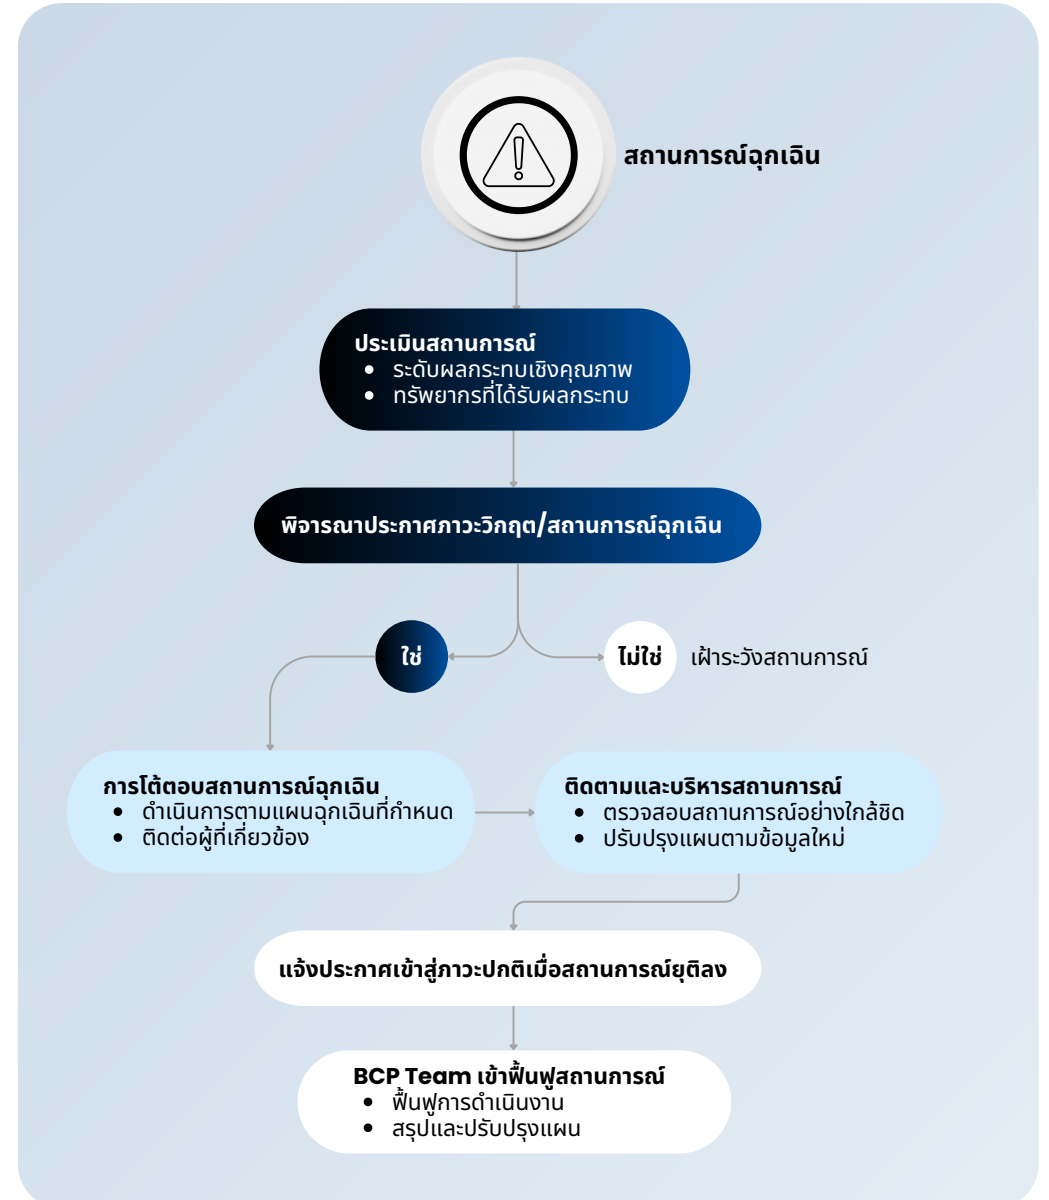 สถานการณ์ฉุกเฉิน
ประเมินสถานการณ์
• ระดับผลกระทบเชิงคุณภาพ
• ทรัพยากรที่ได้รับผลกระทบ
พิจารณาประกาศภาวะวิกฤต/สถานการณ์ฉุกเฉิน
ใช่
ไม่ใช่ เฝ้าระวังสถานการณ์
การโต้ตอบสถานการณ์ฉุกเฉิน
• ดำเนินการตามแผนฉุกเฉินที่กำหนด
• ติดต่อผู้ที่เกี่ยวข้อง
ติดตามและบริหารสถานการณ์
• ตรวจสอบสถานการณ์อย่างใกล้ชิด
• ปรับปรุงแผนตามข้อมูลใหม่
แจ้งประกาศเข้าสู่ภาวะปกติเมื่อสถานการณ์ยุติลง
BCP Team เข้าฟื้นฟูสถานการณ์
• ฟื้นฟูการดำเนินงาน
• สรุปและปรับปรุงแผน